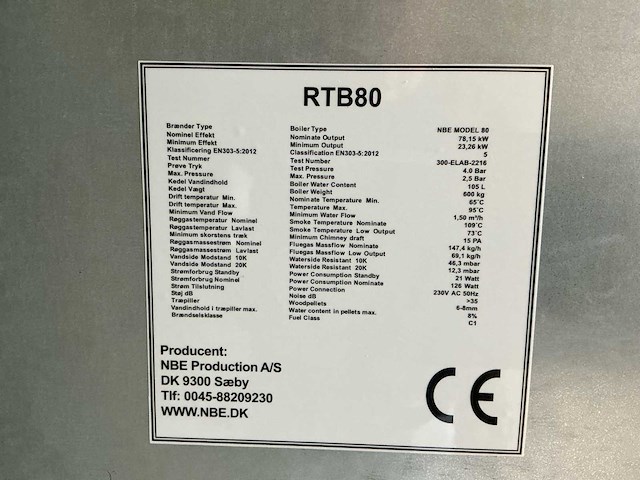 RTB80
Brænder Type Boiler Type NBE MODEL 80
Nominel Effekt Nominate Output 78,15 kW
Minimum Effekt Minimum Output 23,26 kW
Klassificering EN303-5:2012 Classification EN303-5:2012 5
Test Nummer Test Number 300-ELAB-2216
Prøve Tryk Test Pressure 4.0 Bar
Max. Pressure Max. Pressure 2,5 Bar
Kedel Vandindhold Boiler Water Content 105 L
Kedel Vægt Boiler Weight 600 kg
Drift temperatur Min. Nominate Temperature Min. 65°C
Drift temperatur Max. Temperature Max. 95°C
Minimum Vand Flow Minimum Water Flow 1,50 m³/h
Røggastemperatur Nominel Smoke Temperature Nominate 109°C
Røggastemperatur Lavlast Smoke Temperature Low Output 73°C
Minimum skorstens træk Minimum Chimney draft 15 PA
Røggasmassestrøm Nominel Fluegas Massflow Nominate 147,4 kg/h
Røggasmassestrøm Lavlast Fluegas Massflow Low Output 69,1 kg/h
Vandside Modstand 10K Waterside Resistant 10K 46,3 mbar
Vandside Modstand 20K Waterside Resistant 20K 12,3 mbar
Strømforbrug Standby Power Consumption Standby 21 Watt
Strømforbrug Nominel Power Consumption Nominate 126 Watt
Strøm Tilslutning Power Connection 230V AC 50Hz
Støj dB Noise dB >35
Træpiller Woodpellets 6-8mm
Vandindhold i træpiller max. Water content in pellets max. 8%
Brændselsklasse Fuel Class C1
Producent:
NBE Production A/S
DK 9300 Sæby
Tlf: 0045-88209230
WWW.NBE.DK
CE